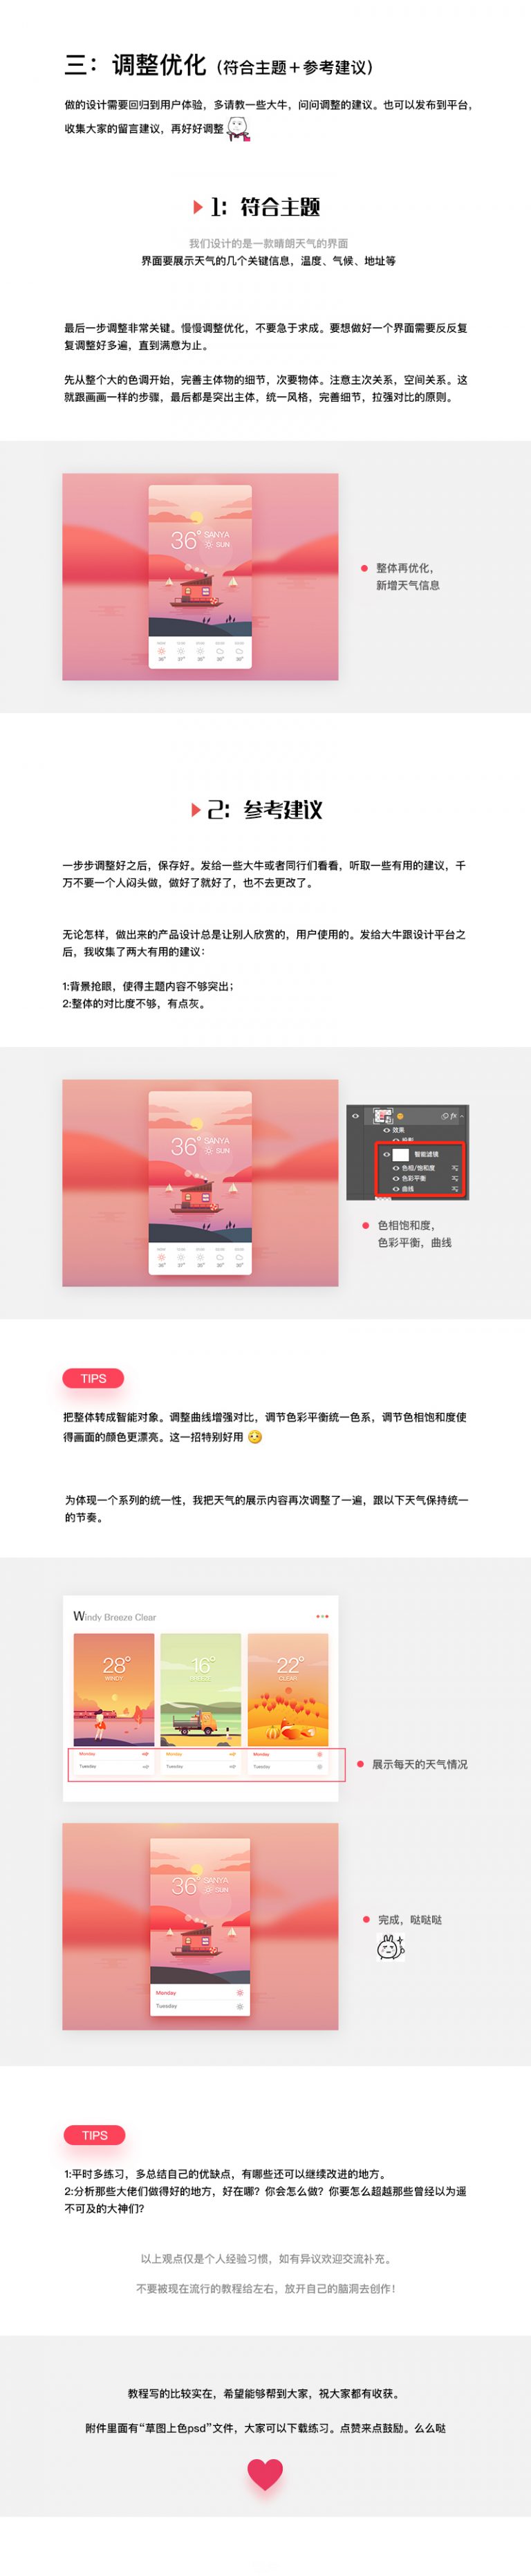 三：调整优化（符合主题＋参考建议）
做的设计需要回归到用户体验，多请教一些大牛，问问调整的建议。也可以发布到平台，
收集大家的留言建议，再好好调整
1：符合主题
我们设计的是一款晴朗天气的界面
界面要展示天气的几个关键信息，温度、气候、地址等
最后一步调整非常关键。慢慢调整优化，不要急于求成。要想做好一个界面需要反反复
复调整好多遍，直到满意为止。
先从整个大的色调开始，完善主体物的细节，次要物体。注意主次关系，空间关系。这
就跟画画一样的步骤，最后都是突出主体，统一风格，完善细节，拉强对比的原则。
36° SANYA
SUN
36° 37° 35° 35° 35°
整体再优化，
新增天气信息
2：参考建议
一步步调整好之后，保存好。发给一些大牛或者同行们看看，听取一些有用的建议，千
万不要一个人闷头做，做好了就好了，也不去更改了。
无论怎样，做出来的产品设计总是让别人欣赏的，用户使用的。发给大牛跟设计平台之
后，我收集了两大有用的建议：
1:背景抢眼，使得主题内容不够突出；
2:整体的对比度不够，有点灰。
36° SANYA
SUN
36° 37° 35° 35° 35°
fx
效果
智能滤镜
色相/饱和度
色彩平衡
曲线
色相饱和度，
色彩平衡，曲线
TIPS
把整体转成智能对象。调整曲线增强对比，调节色彩平衡统一色系，调节色相饱和度使
得画面的颜色更漂亮。这一招特别好用
为体现一个系列的统一性，我把天气的展示内容再次调整了一遍，跟以下天气保持统一
的节奏。
Windy Breeze Clear
28° 16° 22°
WINDY BREEZE CLEAR
Monday Monday Monday
Tuesday Tuesday Tuesday
展示每天的天气情况
36° SANYA
SUN
Monday
Tuesday
完成，哒哒哒
TIPS
1:平时多练习，多总结自己的优缺点，有哪些还可以继续改进的地方。
2:分析那些大佬们做得好的地方，好在哪？你会怎么做？你要怎么超越那些曾经以为遥
不可及的大神们？
以上观点仅是个人经验习惯，如有异议欢迎交流补充。
不要被现在流行的教程给左右，放开自己的脑洞去创作！
教程写的比较实在，希望能够帮到大家，祝大家都有收获。
附件里面有“草图上色psd”文件，大家可以下载练习。点赞来点鼓励。么么哒